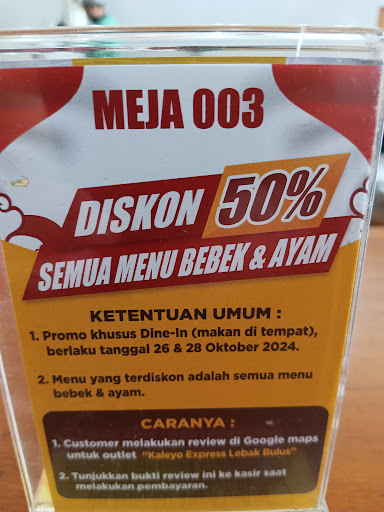 MEJA 003
DISKON 50%
SEMUA MENU BEBEK & AYAM
KETENTUAN UMUM :
1. Promo khusus Dine-In (makan di tempat),
berlaku tanggal 26 & 28 Oktober 2024.
2. Menu yang terdiskon adalah semua menu
bebek & ayam.
CARANYA :
1. Customer melakukan review di Google maps
untuk outlet "Kaleyo Express Lebak Bulus"
2. Tunjukkan bukti review ini ke kasir saat
melakukan pembayaran.